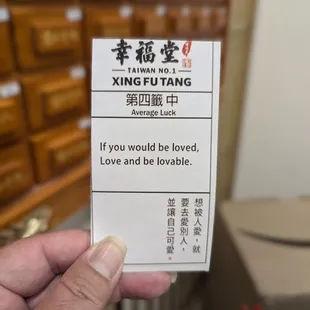 幸福堂
TAIWAN NO.1
XING FU TANG
第四籤 中
Average Luck
If you would be loved,
Love and be lovable.
想被人愛，就
要去愛別人，
並讓自己可愛。